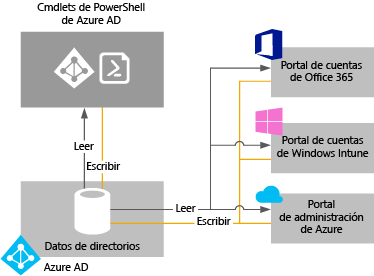 Cmdlets de PowerShell
de Azure AD
Portal de cuentas
de Office 365
Leer
Escribir
Portal de cuentas
de Windows Intune
Leer
Escribir
Portal
de administración
de Azure
Datos de directorios
Azure AD